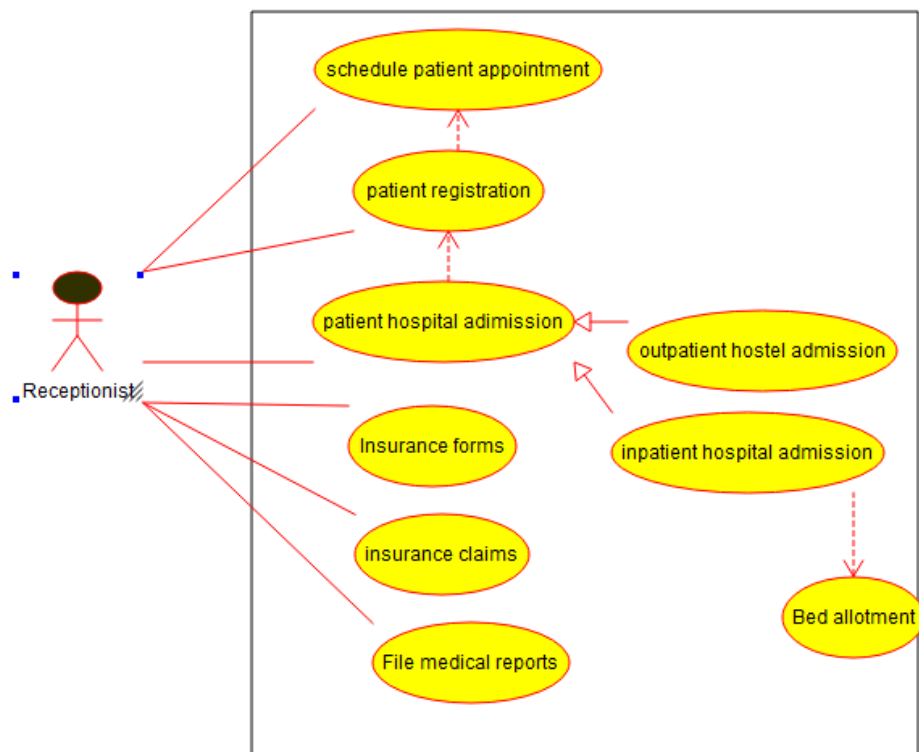 schedule patient appointment
patient registration
patient hospital adimission
outpatient hostel admission
Receptionist
Insurance forms
inpatient hospital admission
insurance claims
Bed allotment
File medical reports